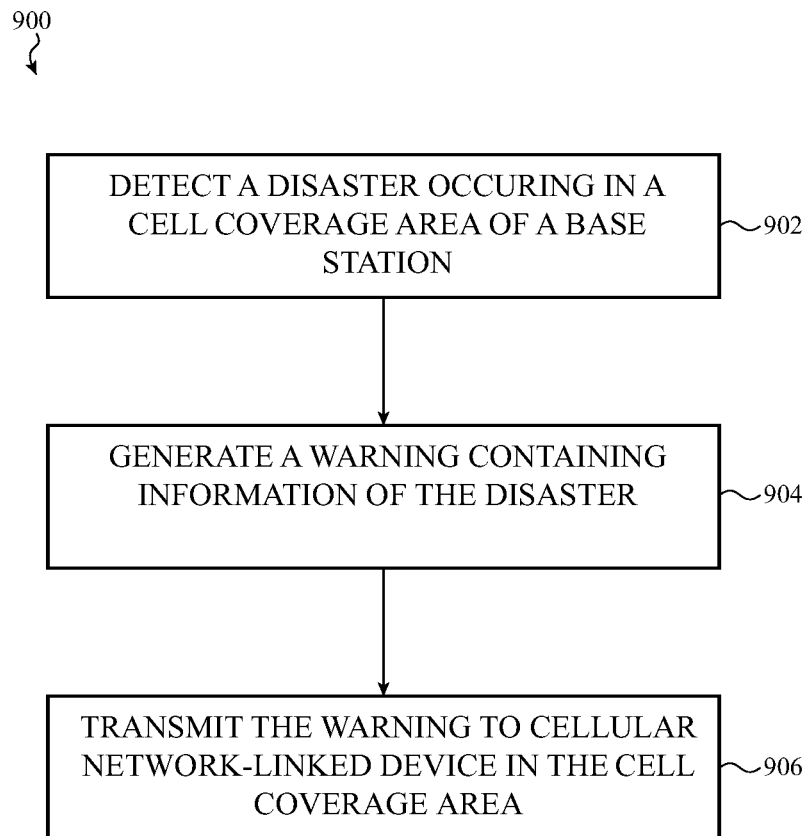 900
DETECT A DISASTER OCCURING IN A
CELL COVERAGE AREA OF A BASE
STATION
902
GENERATE A WARNING CONTAINING
INFORMATION OF THE DISASTER
904
TRANSMIT THE WARNING TO CELLULAR
NETWORK-LINKED DEVICE IN THE CELL
COVERAGE AREA
906